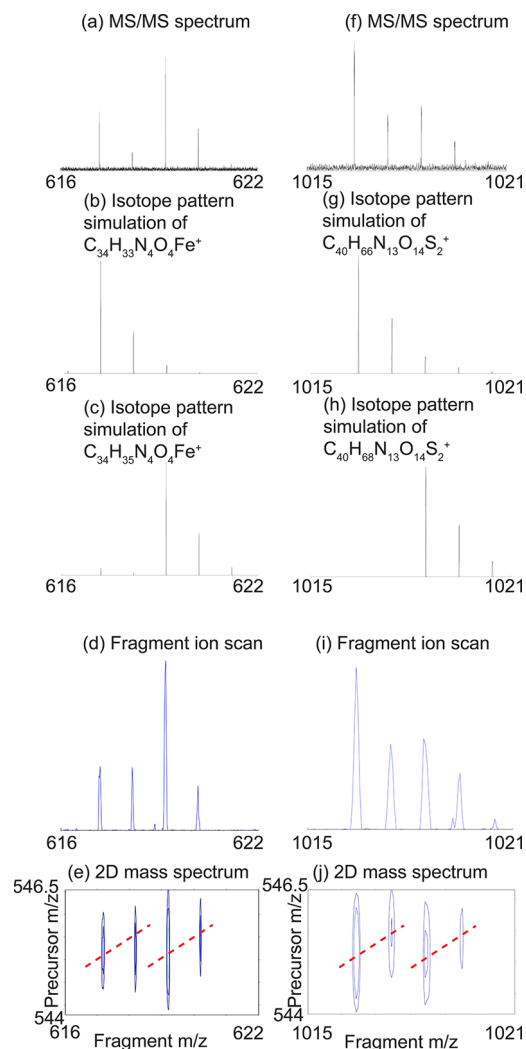 (a) MS/MS spectrum
616 622
(b) Isotope pattern
simulation of
C₃₄H₃₃N₄O₄Fe⁺
616 622
(c) Isotope pattern
simulation of
C₃₄H₃₅N₄O₄Fe⁺
616 622
(d) Fragment ion scan
616 622
(e) 2D mass spectrum
546.5
Precursor m/z
544
616 622
Fragment m/z
(f) MS/MS spectrum
1015 1021
(g) Isotope pattern
simulation of
C₄₀H₆₆N₁₃O₁₄S₂⁺
1015 1021
(h) Isotope pattern
simulation of
C₄₀H₆₈N₁₃O₁₄S₂⁺
1015 1021
(i) Fragment ion scan
1015 1021
(j) 2D mass spectrum
546.5
Precursor m/z
544
1015 1021
Fragment m/z